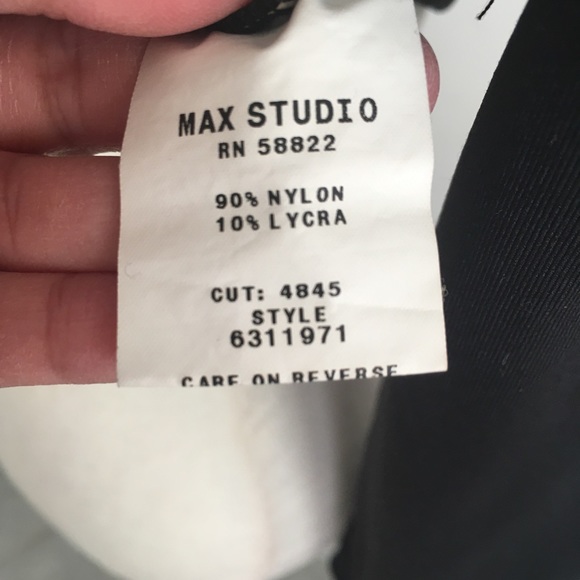 MAX STUDIO
RN 58822
90% NYLON
10% LYCRA
CUT: 4845
STYLE
6311971
CARE ON REVERSE